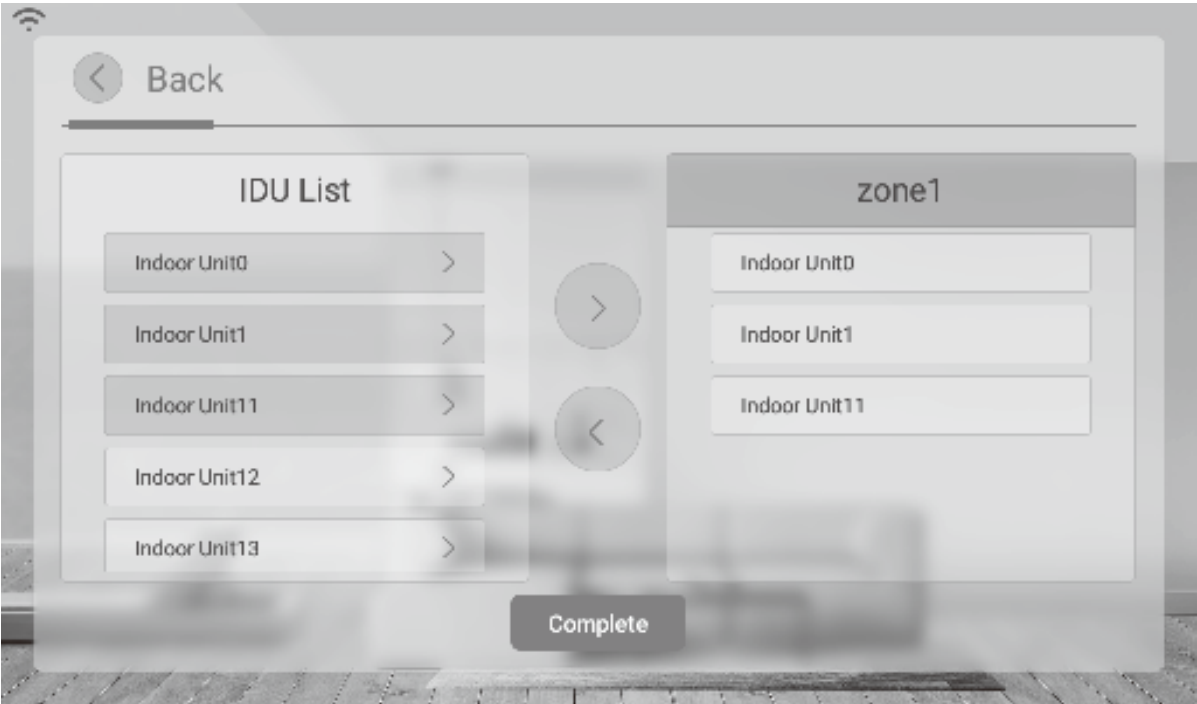 Back
IDU List
Indoor Unit0
Indoor Unit1
Indoor Unit11
Indoor Unit12
Indoor Unit13
zone1
Indoor Unit0
Indoor Unit1
Indoor Unit11
Complete